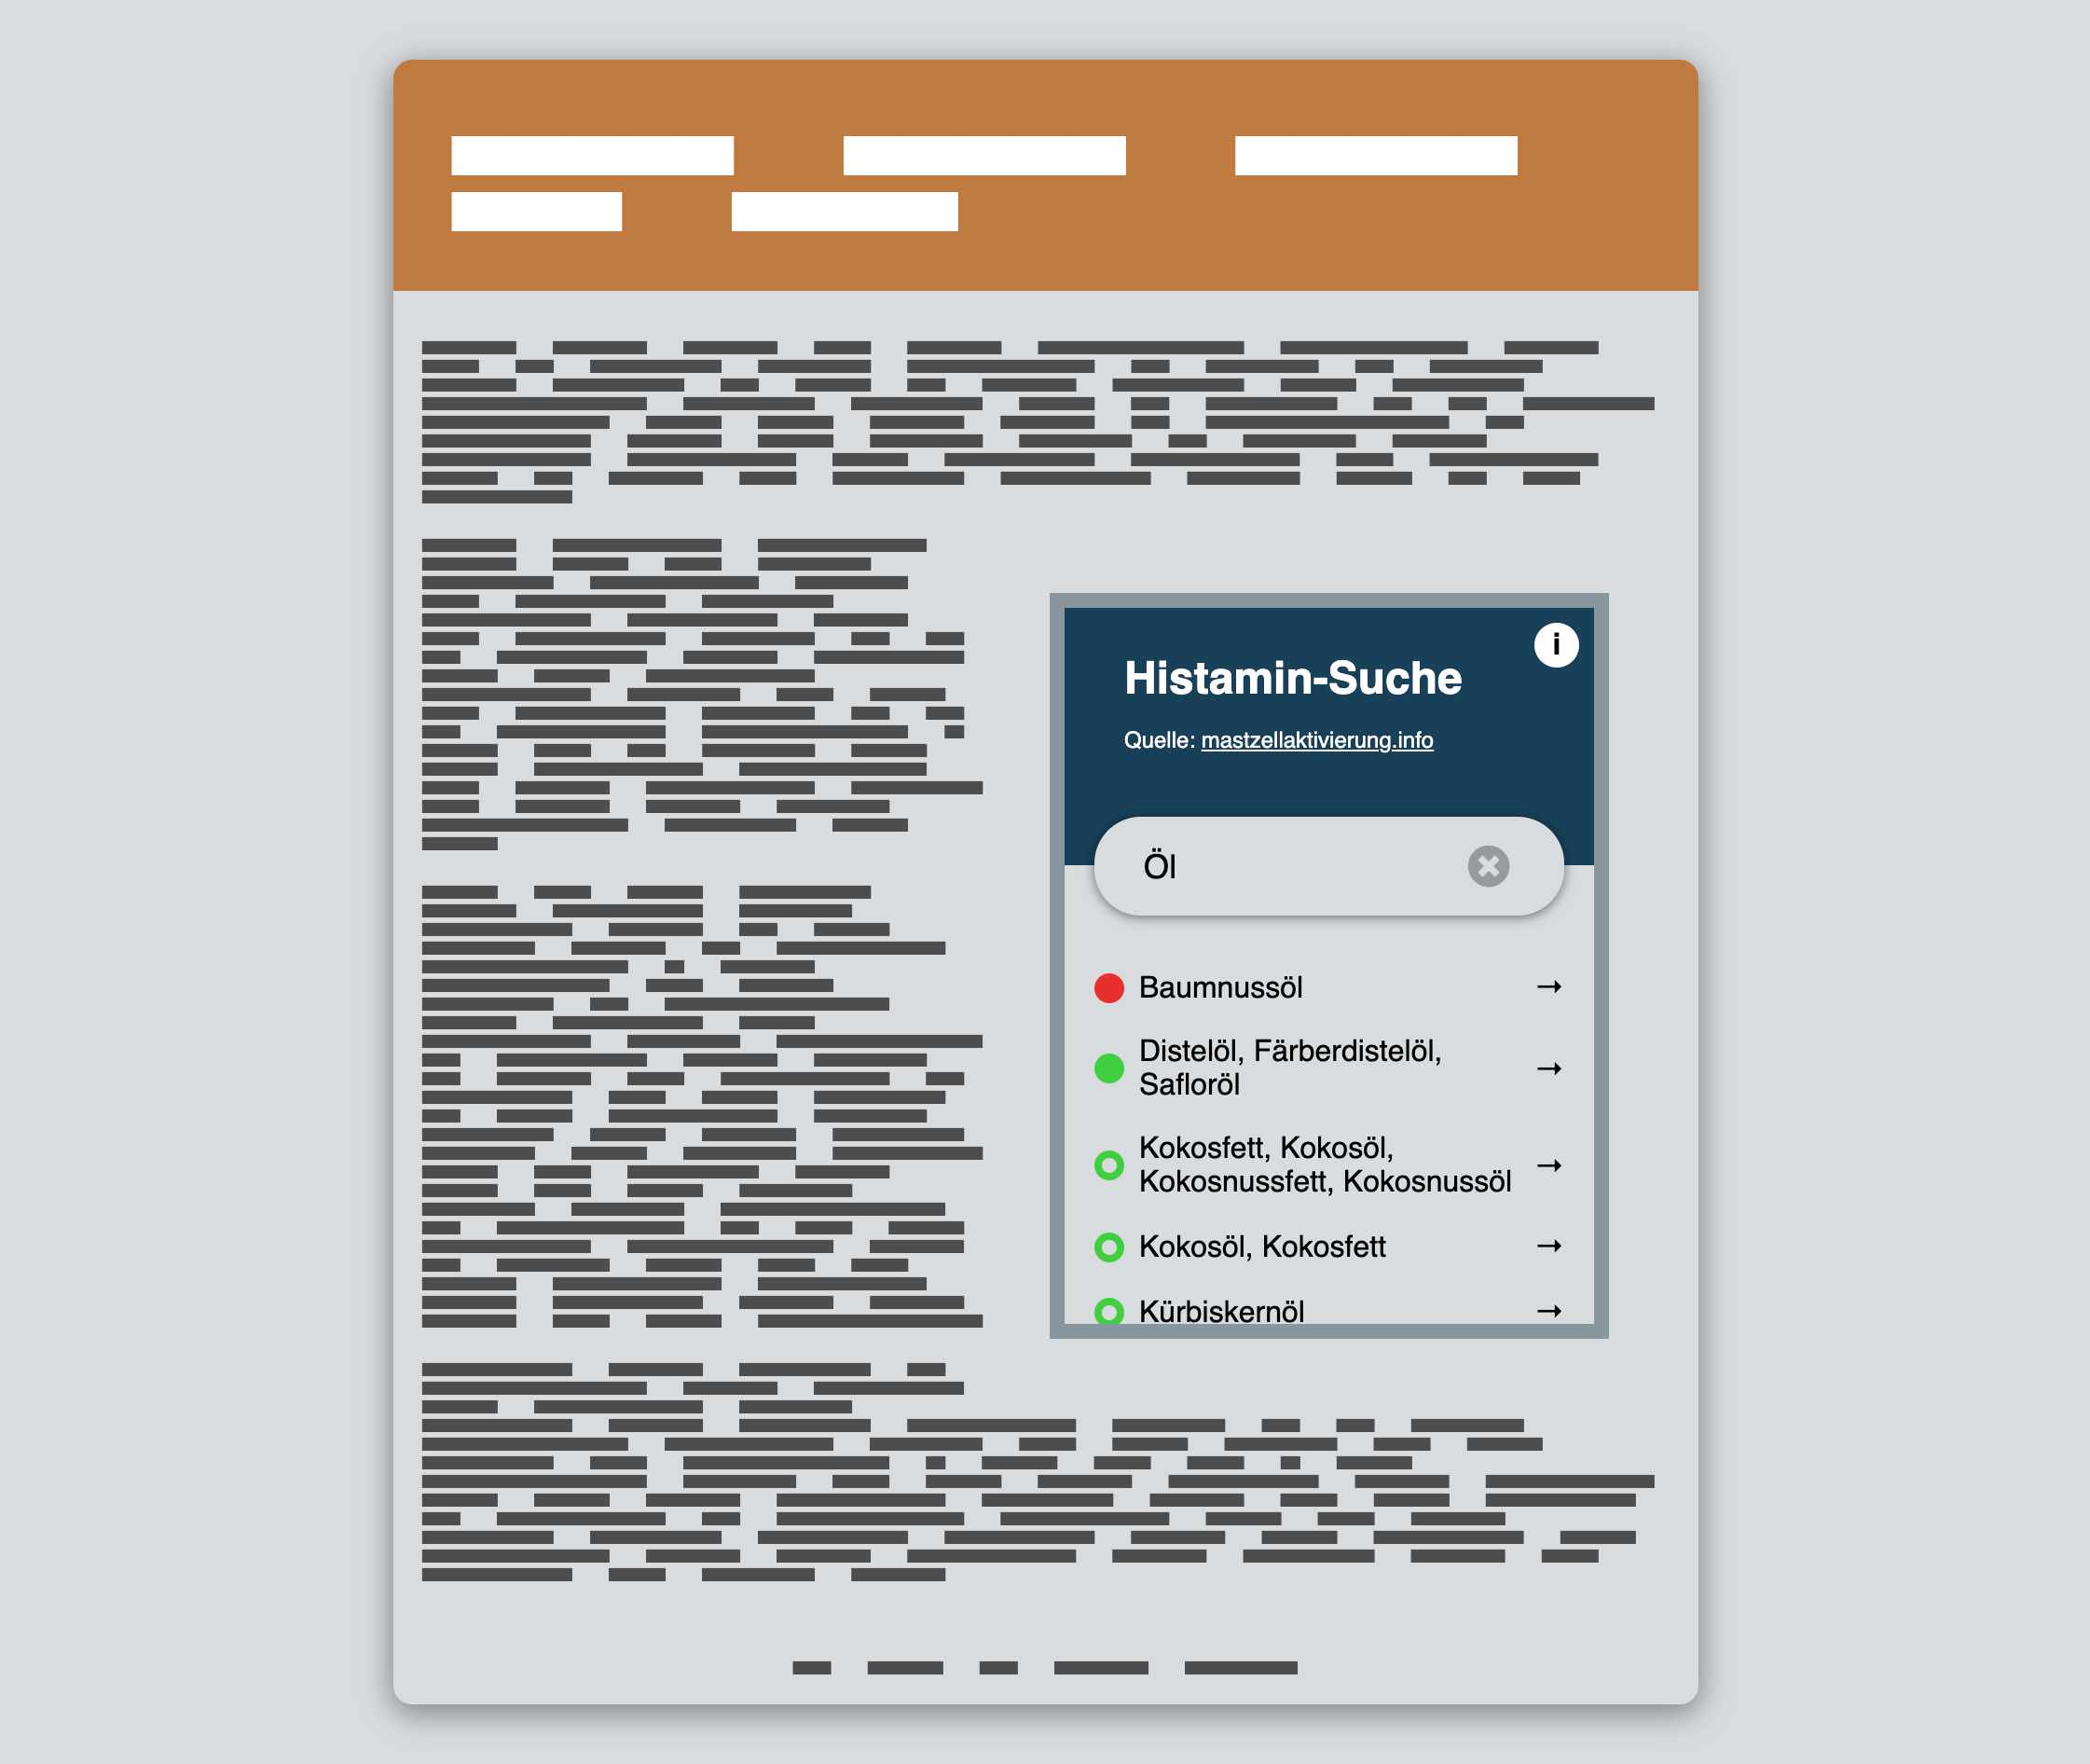 i
Histamin-Suche
Quelle: mastzellaktivierung.info
Öl
Baumnussöl →
Distelöl, Färberdistelöl,
Safloröl →
Kokosfett, Kokosöl,
Kokosnussfett, Kokosnussöl →
Kokosöl, Kokosfett →
Kürbiskernöl →